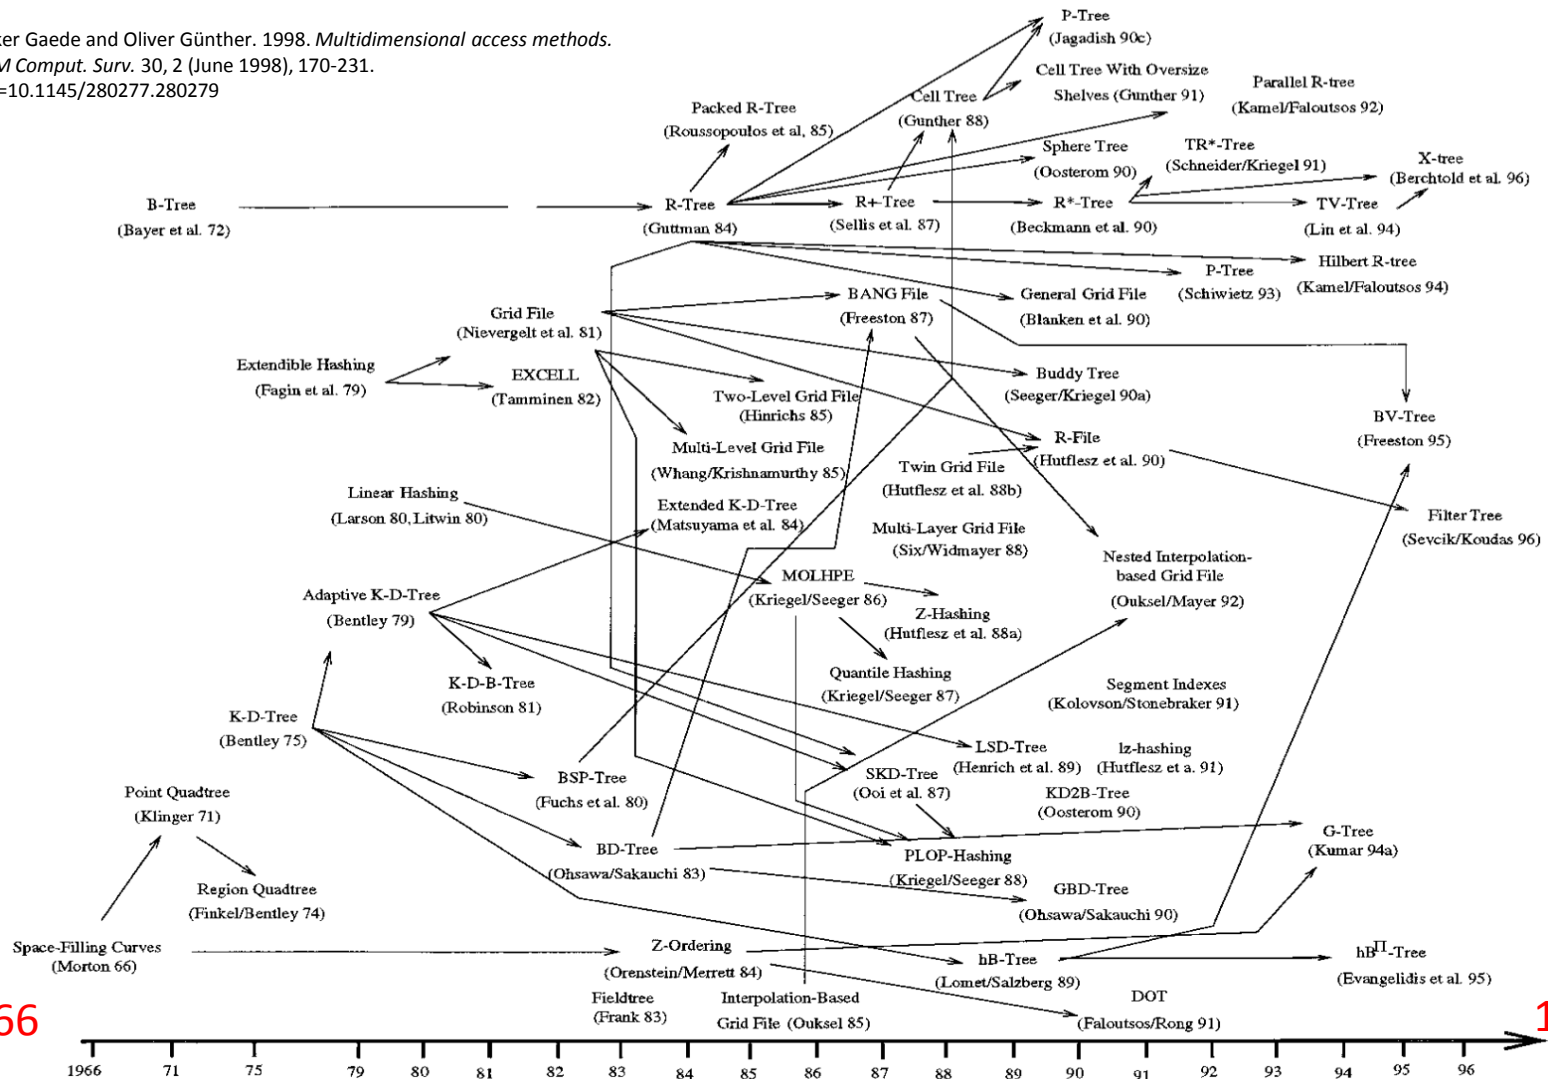 ker Gaede and Oliver Günther. 1998. Multidimensional access methods.
M Comput. Surv. 30, 2 (June 1998), 170-231.
=10.1145/280277.280279
P-Tree
(Jagadish 90c)
Cell Tree With Oversize
Shelves (Gunther 91)
Parallel R-tree
(Kamel/Faloutsos 92)
Cell Tree
(Gunther 88)
Packed R-Tree
(Roussopoulos et al, 85)
Sphere Tree
(Oosterom 90)
TR*-Tree
(Schneider/Kriegel 91)
X-tree
(Berchtold et al. 96)
B-Tree
(Bayer et al. 72)
R-Tree
(Guttman 84)
R+-Tree
(Sellis et al. 87)
R*-Tree
(Beckmann et al. 90)
TV-Tree
(Lin et al. 94)
P-Tree
(Schiwietz 93)
Hilbert R-tree
(Kamel/Faloutsos 94)
BANG File
(Freeston 87)
General Grid File
(Blanken et al. 90)
Grid File
(Nievergelt et al. 81)
Extendible Hashing
(Fagin et al. 79)
EXCELL
(Tamminen 82)
Two-Level Grid File
(Hinrichs 85)
Buddy Tree
(Seeger/Kriegel 90a)
BV-Tree
(Freeston 95)
Multi-Level Grid File
(Whang/Krishnamurthy 85)
R-File
(Hutflesz et al. 90)
Twin Grid File
(Hutflesz et al. 88b)
Linear Hashing
(Larson 80, Litwin 80)
Extended K-D-Tree
(Matsuyama et al. 84)
Multi-Layer Grid File
(Six/Widmayer 88)
Filter Tree
(Sevcik/Koudas 96)
Nested Interpolation-
based Grid File
(Ouksel/Mayer 92)
MOLHPE
(Kriegel/Seeger 86)
Adaptive K-D-Tree
(Bentley 79)
Z-Hashing
(Hutflesz et al. 88a)
Quantile Hashing
(Kriegel/Seeger 87)
K-D-B-Tree
(Robinson 81)
Segment Indexes
(Kolovson/Stonebraker 91)
K-D-Tree
(Bentley 75)
LSD-Tree
(Henrich et al. 89)
lz-hashing
(Hutflesz et a. 91)
BSP-Tree
(Fuchs et al. 80)
SKD-Tree
(Ooi et al. 87)
KD2B-Tree
(Oosterom 90)
Point Quadtree
(Klinger 71)
BD-Tree
(Ohsawa/Sakauchi 83)
PLOP-Hashing
(Kriegel/Seeger 88)
G-Tree
(Kumar 94a)
Region Quadtree
(Finkel/Bentley 74)
GBD-Tree
(Ohsawa/Sakauchi 90)
Space-Filling Curves
(Morton 66)
Z-Ordering
(Orenstein/Merrett 84)
hB-Tree
(Lomet/Salzberg 89)
hBΠ-Tree
(Evangelidis et al. 95)
Fieldtree
(Frank 83)
Interpolation-Based
Grid File (Ouksel 85)
DOT
(Faloutsos/Rong 91)
66
1
1966 71 75 79 80 81 82 83 84 85 86 87 88 89 90 91 92 93 94 95 96